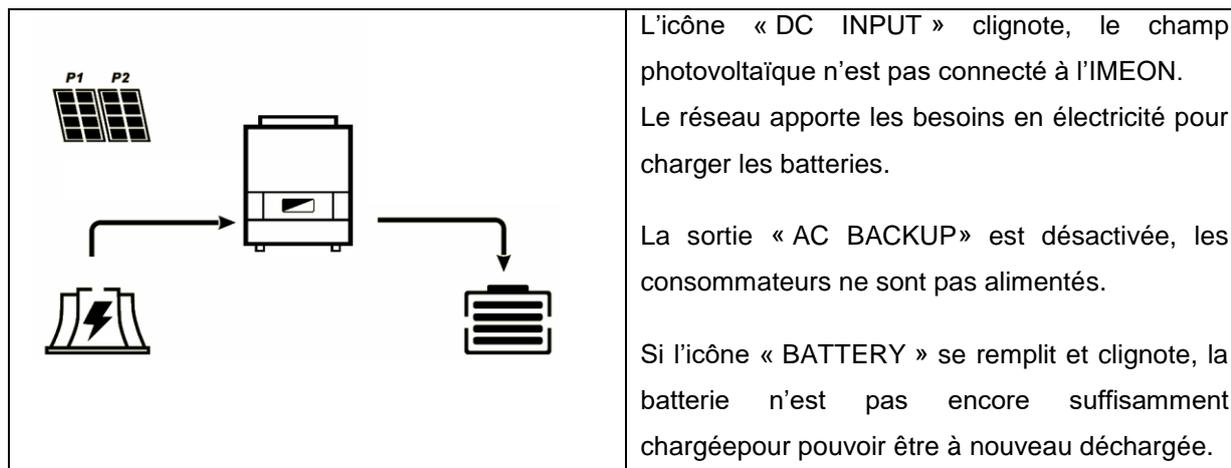 P1 P2
L'icône « DC INPUT » clignote, le champ
photovoltaïque n'est pas connecté à l'IMEON.
Le réseau apporte les besoins en électricité pour
charger les batteries.
La sortie « AC BACKUP» est désactivée, les
consommateurs ne sont pas alimentés.
Si l'icône « BATTERY » se remplit et clignote, la
batterie n'est pas encore suffisamment
chargéepour pouvoir être à nouveau déchargée.